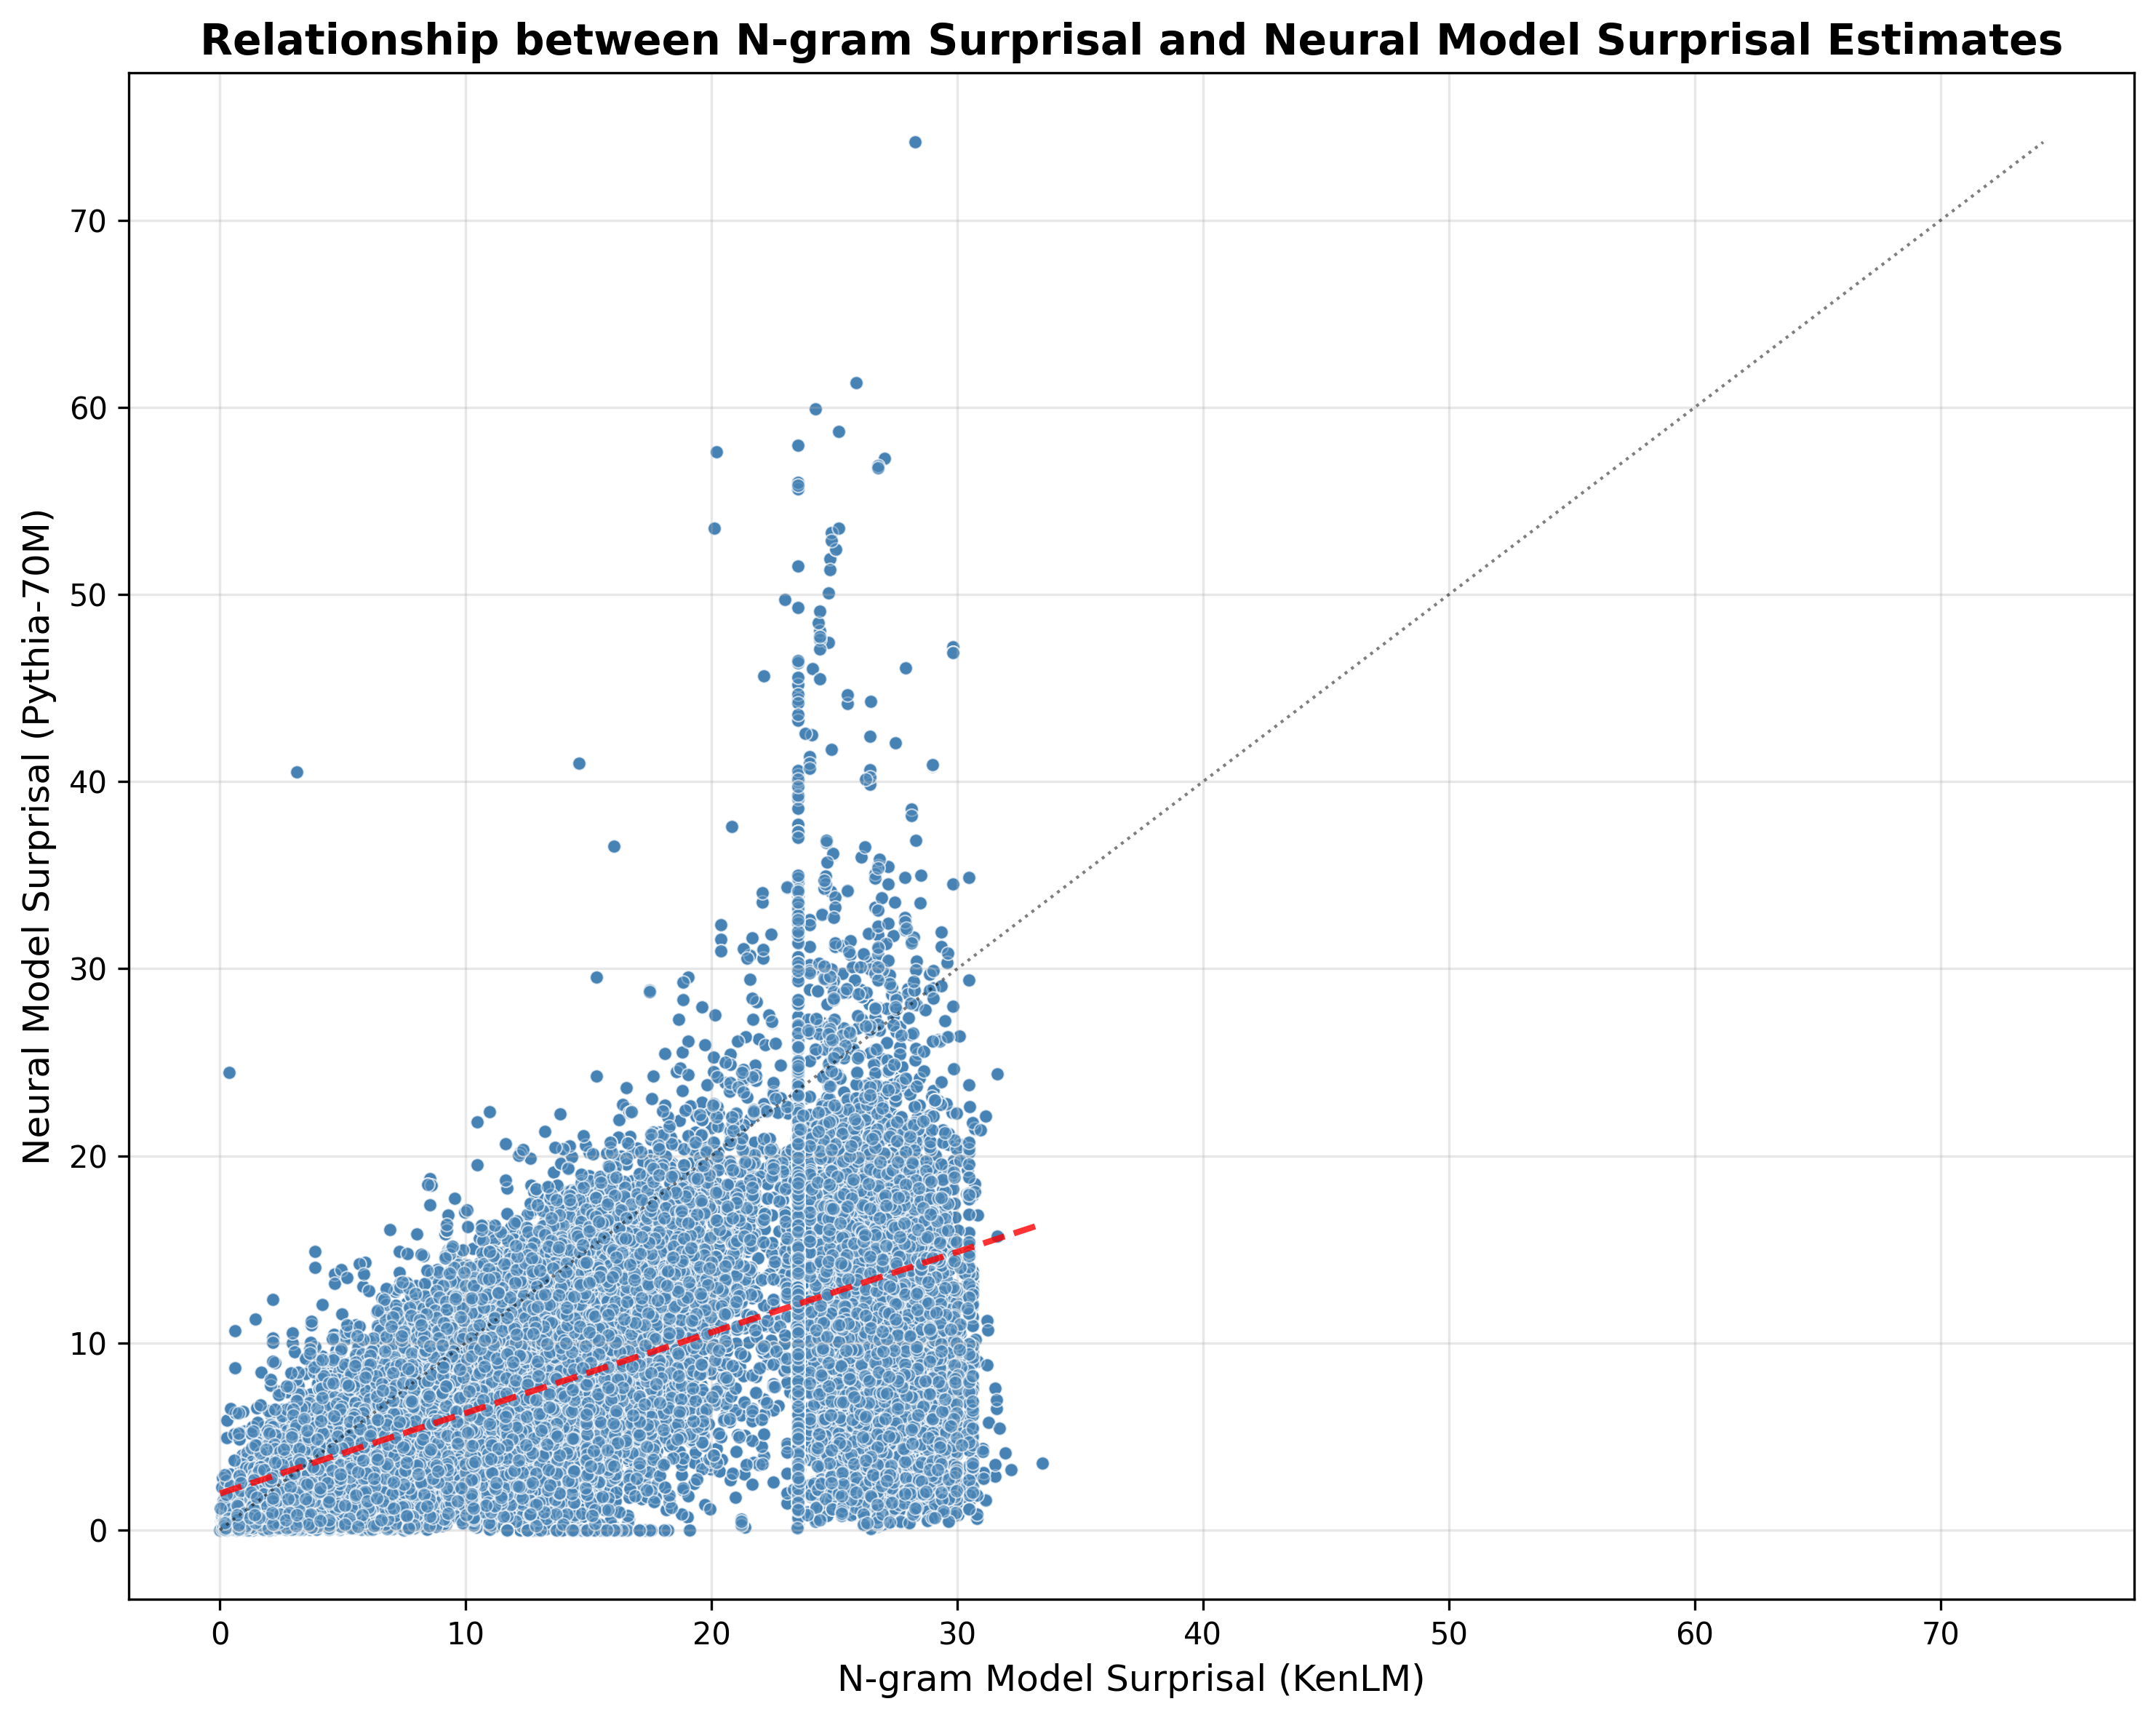 Relationship between N-gram Surprisal and Neural Model Surprisal Estimates
Neural Model Surprisal (Pythia-70M)
70
60
50
40
30
20
10
0
0 10 20 30 40 50 60 70
N-gram Model Surprisal (KenLM)